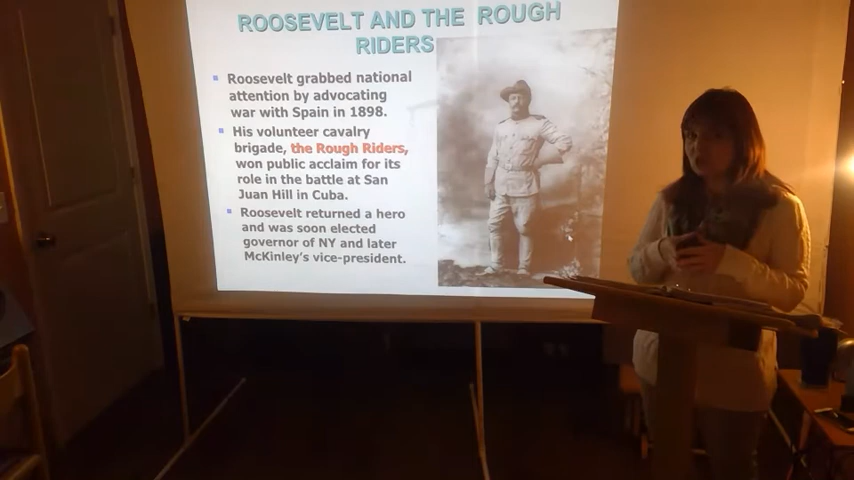 ROOSEVELT AND THE ROUGH
RIDERS
Roosevelt grabbed national
attention by advocating
war with Spain in 1898.
His volunteer cavalry
brigade, the Rough Riders,
won public acclaim for its
role in the battle at San
Juan Hill in Cuba.
Roosevelt returned a hero
and was soon elected
governor of NY and later
McKinley's vice-president.